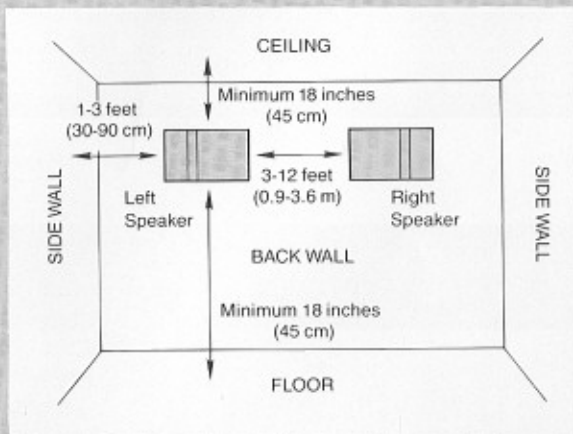 CEILING
Minimum 18 inches
(45 cm)
1-3 feet
(30-90 cm)
3-12 feet
(0.9-3.6 m)
Left
Speaker
Right
Speaker
SIDE WALL
SIDE WALL
BACK WALL
Minimum 18 inches
(45 cm)
FLOOR